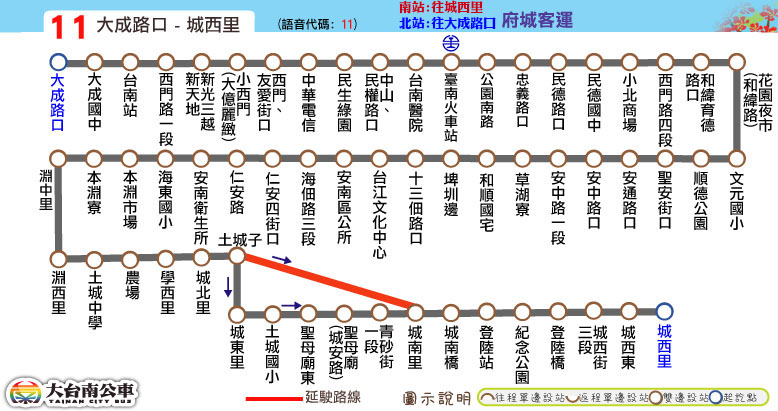 11 大成路口 - 城西里
(語音代碼: 11)
南站:往城西里
北站:往大成路口
府城客運
大成路口
大成國中
台南站
西門路一段
新光三越
新天地
小西門
(大億麗緻)
西門、
友愛街口
中華電信
民生綠園
中山、
民權路口
台南醫院
臺南火車站
公園南路
忠義路口
民德路口
民德國中
小北商場
西門路四段
和緯育德
路口
花園夜市
(和緯路)
文元國小
順德公園
聖安街口
安通路口
安中路口
安中路一段
草湖寮
和順國宅
埤圳邊
十三佃路口
台江文化中心
安南區公所
海佃路三段
仁安四街口
仁安路
安南衛生所
海東國小
本淵市場
本淵寮
淵中里
淵西里
土城中學
農場
學西里
城北里
土城子
城東里
土城國小
聖母廟東
聖母廟
(城安路)
青砂街
一段
城南里
城南橋
登陸站
紀念公園
登陸橋
城西街
三段
城西東
城西里
大台南公車
TAINAN CITY BUS
延駛路線
圖示說明
往程單邊設站
返程單邊設站
雙邊設站
起訖點